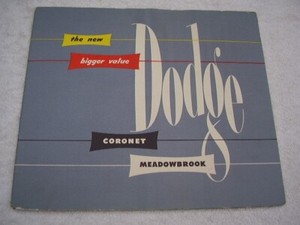 the new
bigger value
Dodge
CORONET
MEADOWBROOK